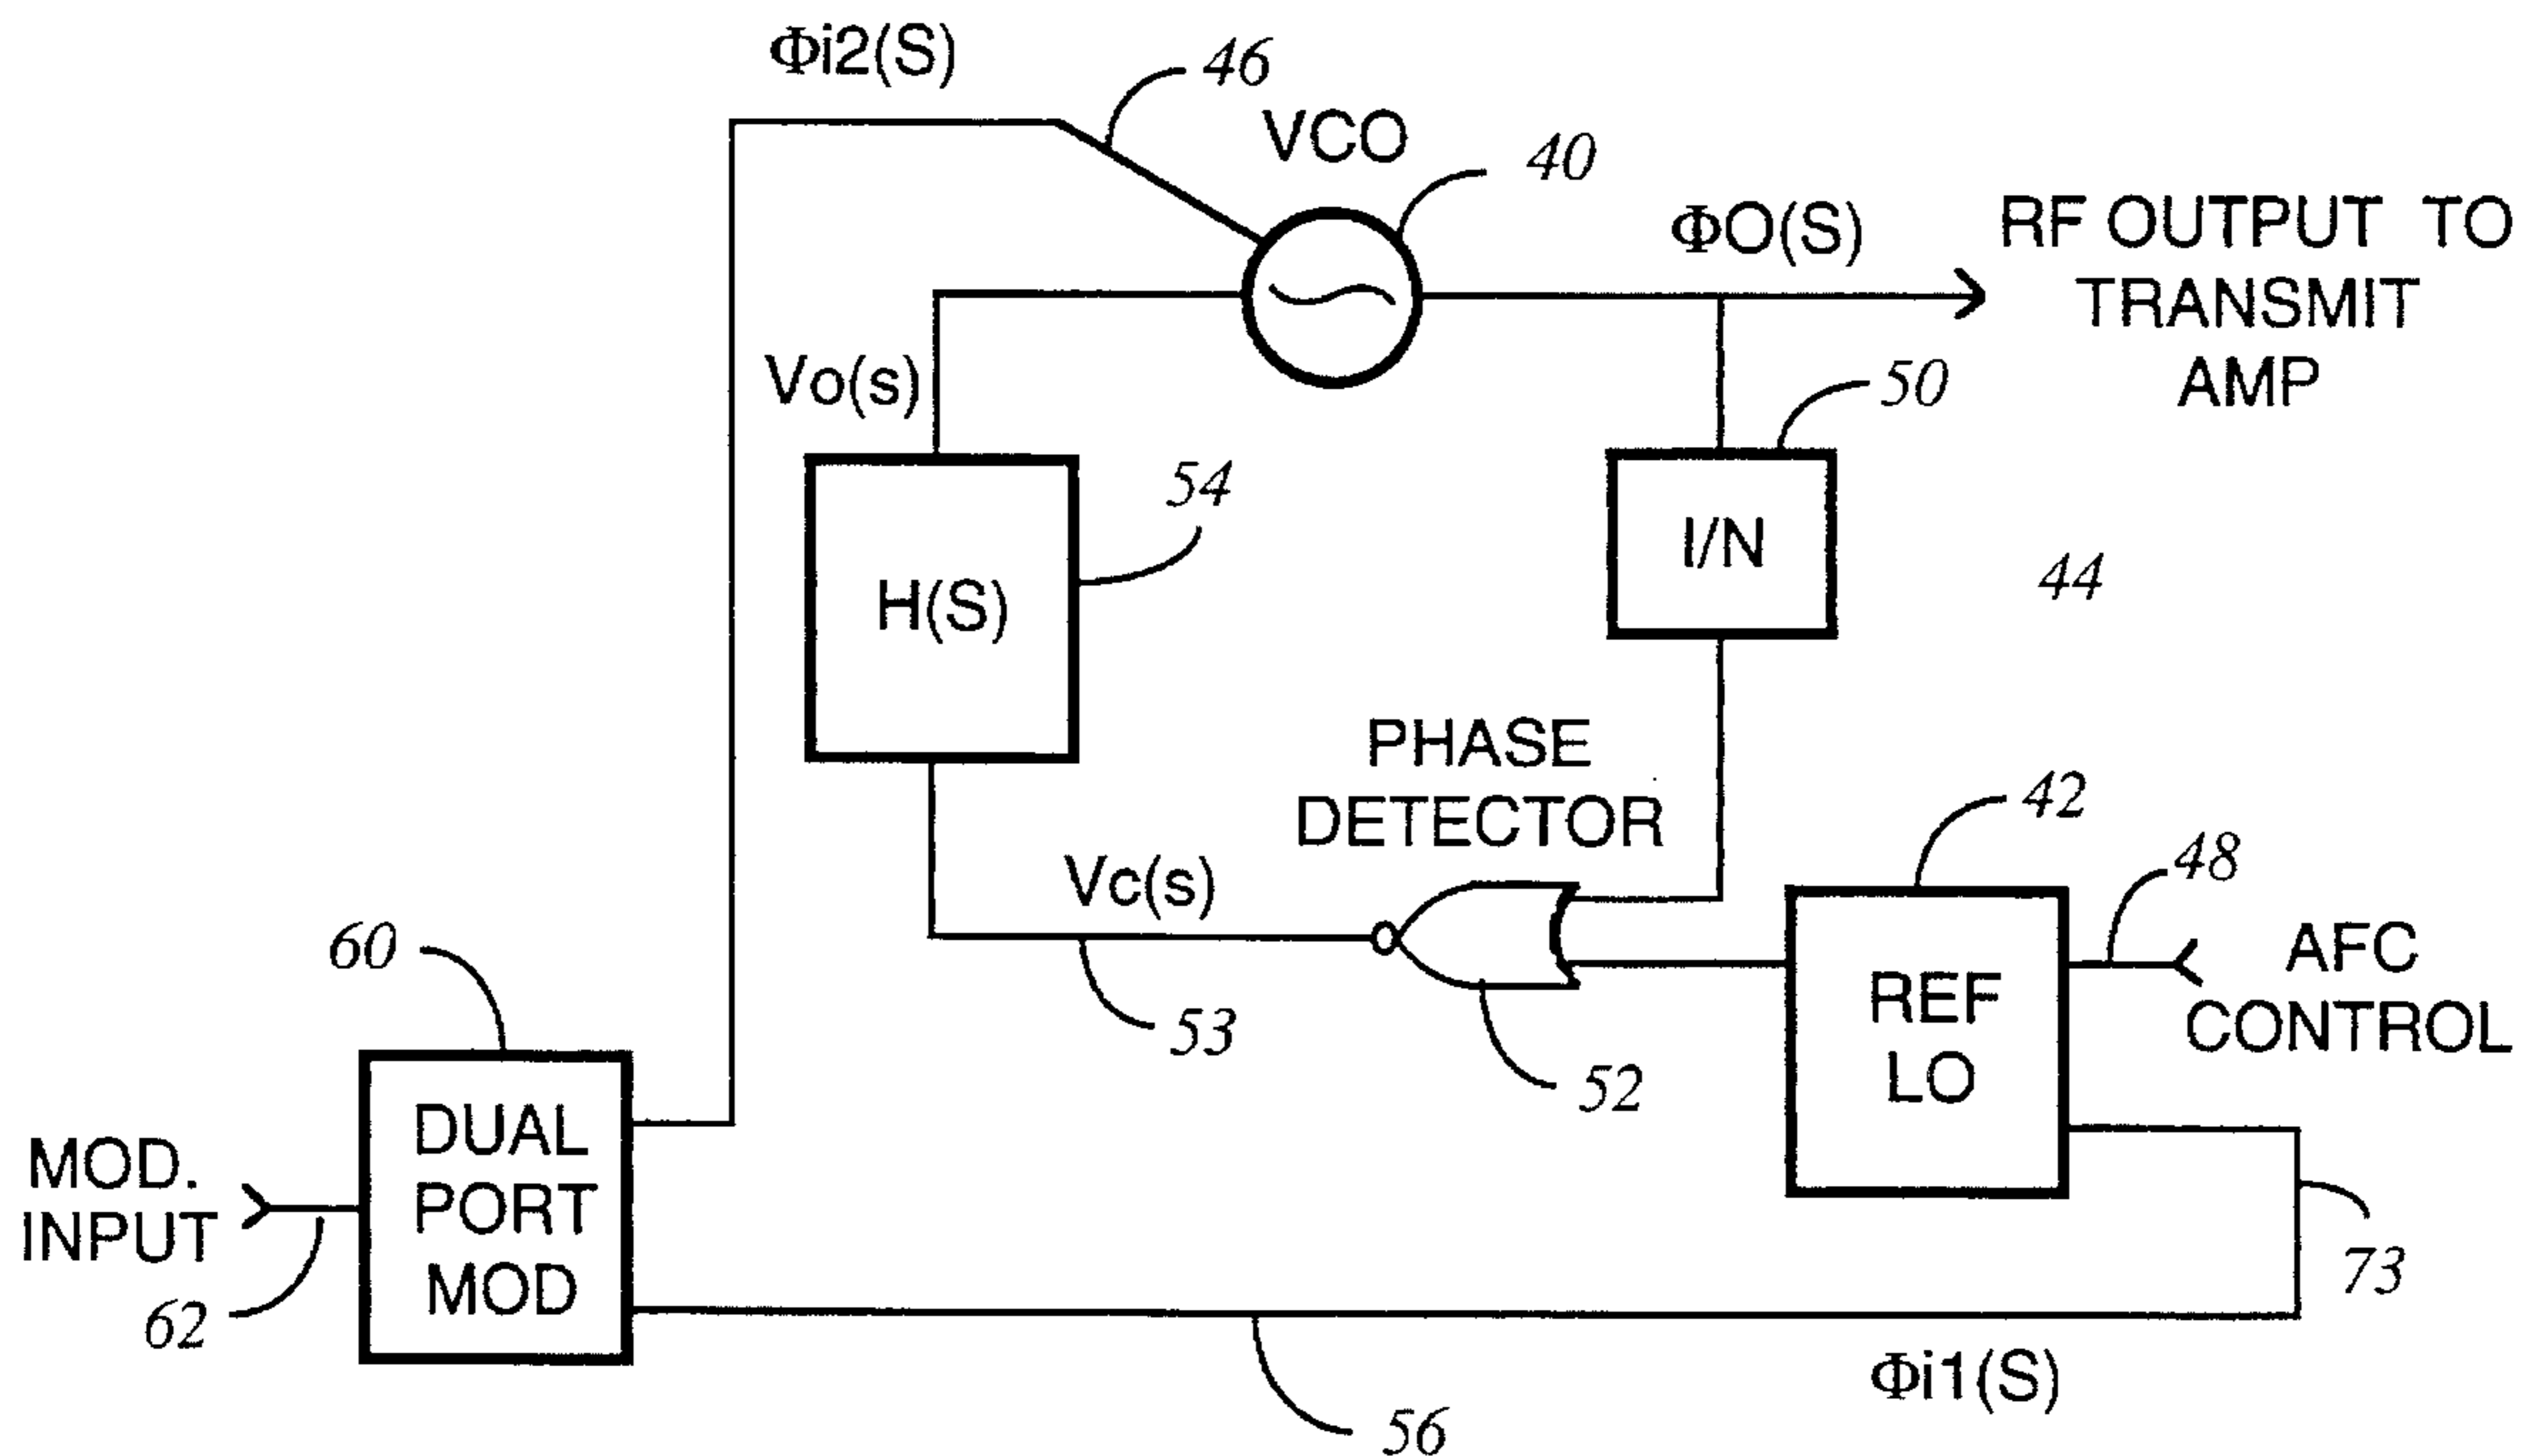 Φi2(S)
46
VCO
40
ΦO(S)
RF OUTPUT TO
TRANSMIT
AMP
Vo(s)
50
54
I/N
H(S)
44
PHASE
DETECTOR
42
48
Vc(s)
AFC
CONTROL
60
REF
LO
53
52
DUAL
PORT
MOD
MOD.
INPUT
62
73
Φi1(S)
56